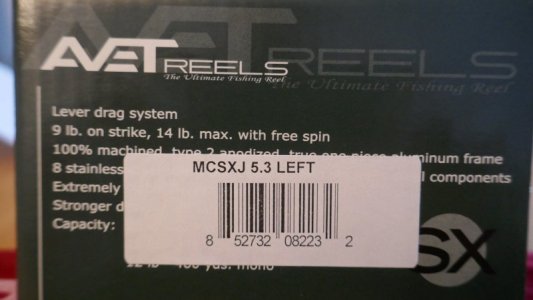 AVET REELS
The Ultimate Fishing Reel
REELS
The Ultimate Fishing Reel
Lever drag system
9 lb. on strike, 14 lb. max. with free spin
100% machined, type 2 anodized, true one piece aluminum frame
8 stainless components
Extremely
Stronger
Capacity:
MCSXJ 5.3 LEFT
8 52732 08223 2
SX
mono